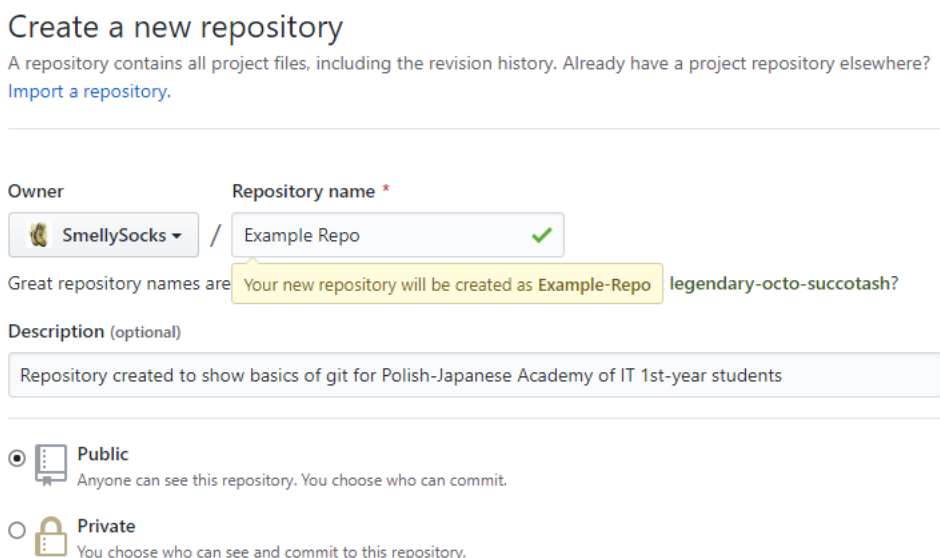 Create a new repository
A repository contains all project files, including the revision history. Already have a project repository elsewhere?
Import a repository.
Owner Repository name *
SmellySocks / Example Repo
Great repository names are Your new repository will be created as Example-Repo legendary-octo-succotash?
Description (optional)
Repository created to show basics of git for Polish-Japanese Academy of IT 1st-year students
Public
Anyone can see this repository. You choose who can commit.
Private
You choose who can see and commit to this repository.